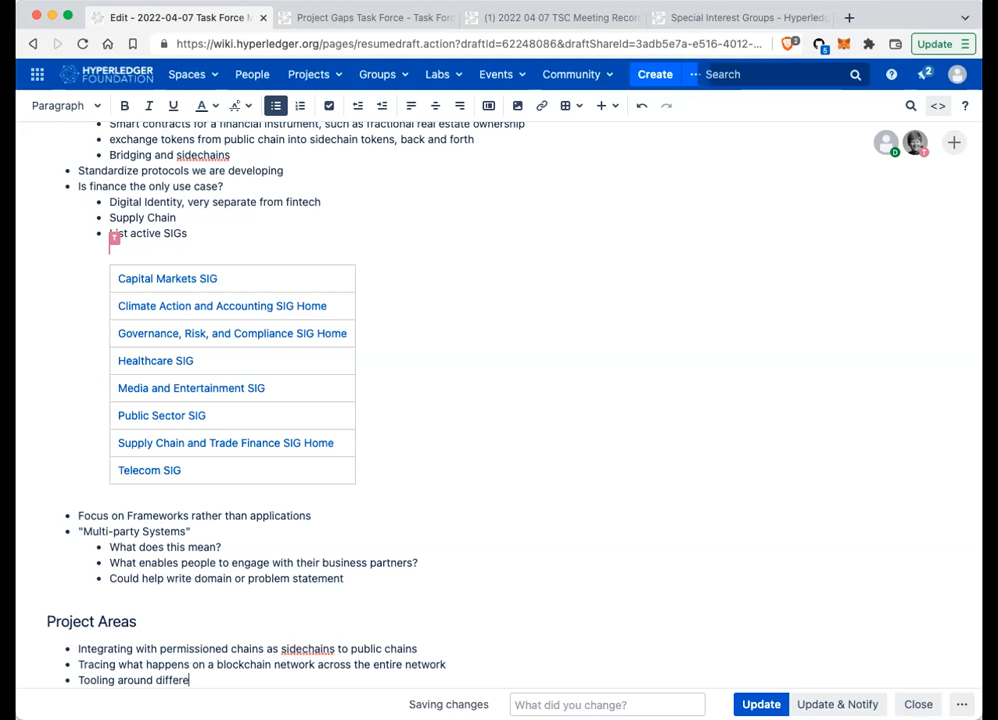 Edit - 2022-04-07 Task Force M
Project Gaps Task Force - Task For
(1) 2022 04 07 TSC Meeting Recor
Special Interest Groups - Hyperled
https://wiki.hyperledger.org/pages/resumedraft.action?draftId=62248086&draftShareId=3adb5e7a-e516-4012-...
2
5
Update
HYPERLEDGER FOUNDATION
Spaces
People
Projects
Groups
Labs
Events
Community
Create
Search
2
Paragraph
B I U A
Smart contracts for a financial instrument, such as fractional real estate ownership
exchange tokens from public chain into sidechain tokens, back and forth
Bridging and sidechains
Standardize protocols we are developing
Is finance the only use case?
Digital Identity, very separate from fintech
Supply Chain
List active SIGs
T
D
T
Capital Markets SIG
Climate Action and Accounting SIG Home
Governance, Risk, and Compliance SIG Home
Healthcare SIG
Media and Entertainment SIG
Public Sector SIG
Supply Chain and Trade Finance SIG Home
Telecom SIG
Focus on Frameworks rather than applications
"Multi-party Systems"
What does this mean?
What enables people to engage with their business partners?
Could help write domain or problem statement
Project Areas
Integrating with permissioned chains as sidechains to public chains
Tracing what happens on a blockchain network across the entire network
Tooling around differe
Saving changes
What did you change?
Update
Update & Notify
Close